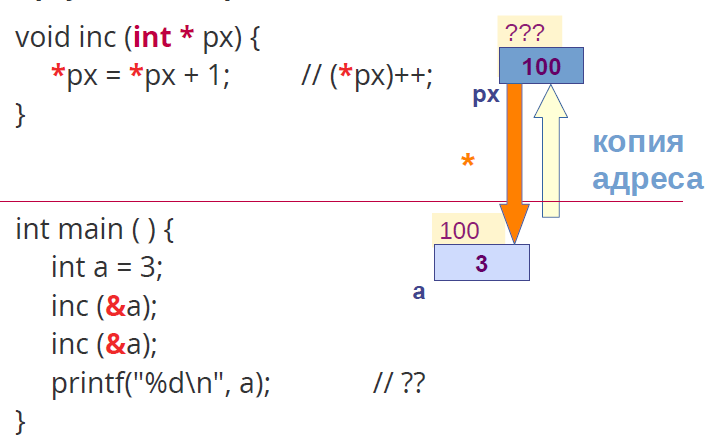 void inc (int * px) {
*px = *px + 1; // (*px)++;
}
???
100
px
*
копия
адреса
int main ( ) {
int a = 3;
inc (&a);
inc (&a);
printf("%d\n", a); // ??
}
100
3
a